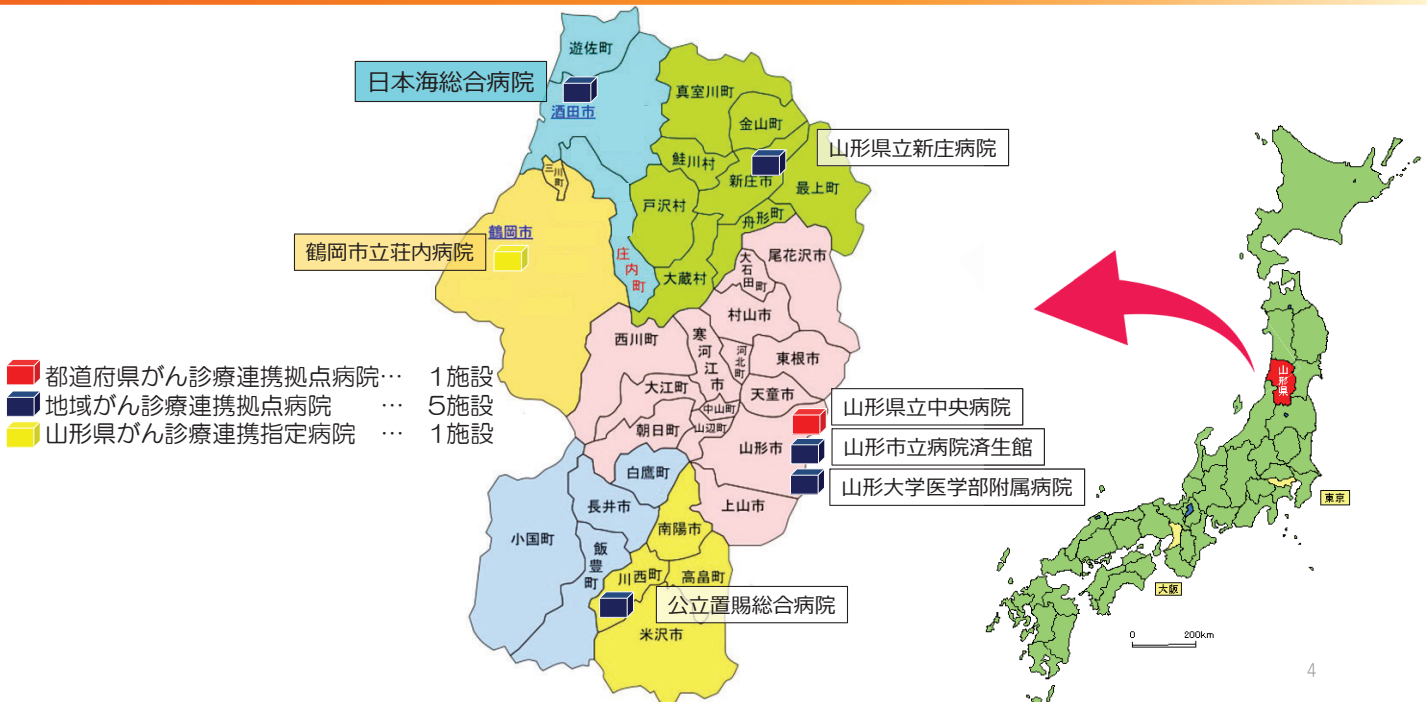 遊佐町
日本海総合病院
酒田市
真室川町
金山町
山形県立新庄病院
鮭川村
新庄市
最上町
三川町
戸沢村
舟形町
鶴岡市
鶴岡市立荘内病院
庄内町
大蔵村
大石田町
尾花沢市
村山市
西川町
寒河江市
河北町
東根市
大江町
天童市
中山町
朝日町
山辺町
山形市
都道府県がん診療連携拠点病院… 1施設
地域がん診療連携拠点病院 … 5施設
山形県がん診療連携指定病院 … 1施設
山形県立中央病院
山形市立病院済生館
山形大学医学部附属病院
白鷹町
長井市
上山市
南陽市
小国町
飯豊町
川西町
高畠町
公立置賜総合病院
米沢市
山形県
東京
大阪
0 200km
4